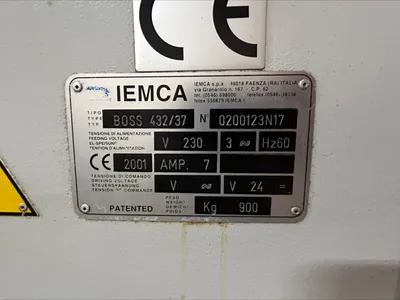 CE
IEMCA
IEMCA s.p.a. 48018 FAENZA (RA) ITALIA
via Granarolo n. 167 C.P. 62
TIPO
TYPE
BOSS 432/37 N° 0200123N17
TENSIONE DI ALIMENTAZIONE
FEEDING VOLTAGE
TENSION D'ALIMENTATION
V 230 3 Hz60
CE 2001 AMP. 7
TENSIONE DI COMANDO
DRIVING VOLTAGE
STEUERSPANNUNG
TENSION COMMANDE
V V 24 =
PATENTED
PESO
WEIGHT
GEWICHT
POIDS
Kg 900